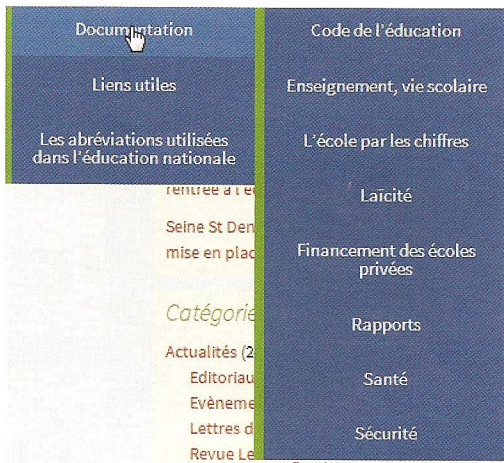 Documentation
Liens utiles
Les abréviations utilisées
dans l'éducation nationale
Code de l'éducation
Enseignement, vie scolaire
L'école par les chiffres
Laïcité
Financement des écoles
privées
Rapports
Santé
Sécurité
rentrée à l'
Seine St Den
mise en plac
Catégorie
Actualités (2
Editoriau
Evèneme
Lettres d
Revue Le